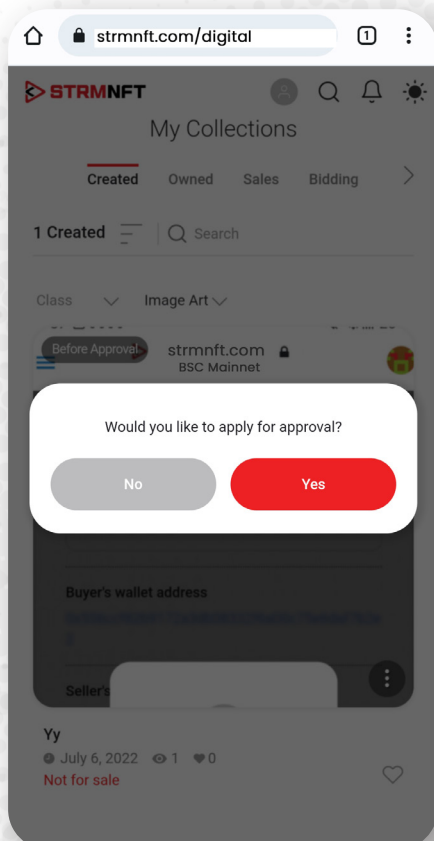 strmnft.com/digital 1
STRMNFT
My Collections
Created Owned Sales Bidding
1 Created Search
Class Image Art
Before Approval strmnft.com
BSC Mainnet
Would you like to apply for approval?
No Yes
Buyer's wallet address
Seller's
Yy
July 6, 2022 1 0
Not for sale